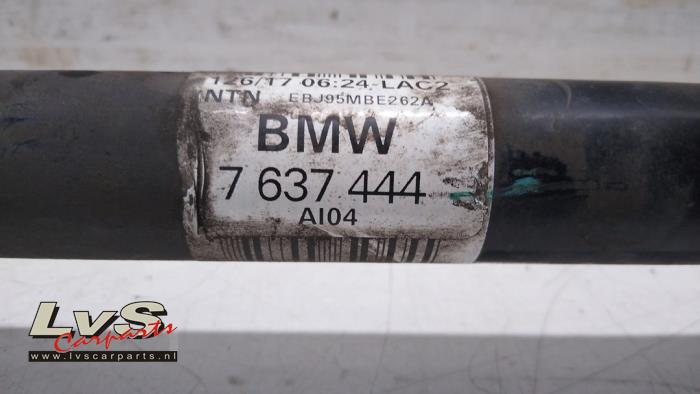 126/17 06:24-LAC2
NTN EBJ95MBE262A
BMW
7 637 444
AI04
LvS
Carparts
www.lvscarparts.nl